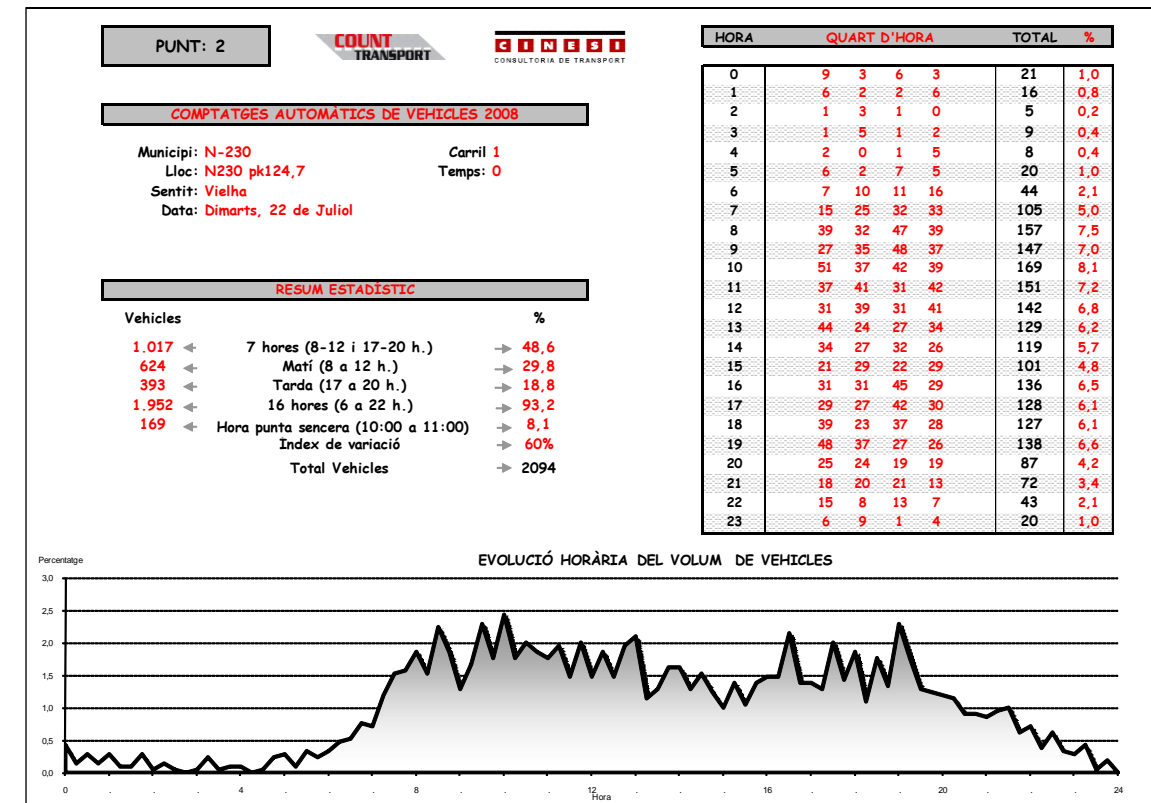 PUNT: 2
COUNT
TRANSPORT
CINESI
CONSULTORIA DE TRANSPORT
COMPTATGES AUTOMÀTICS DE VEHICLES 2008
Municipi: N-230 Carril 1
Lloc: N230 pk124,7 Temps: 0
Sentit: Vielha
Data: Dimarts, 22 de Juliol
RESUM ESTADÍSTIC
Vehicles %
1.017 7 hores (8-12 i 17-20 h.) 48,6
624 Matí (8 a 12 h.) 29,8
393 Tarda (17 a 20 h.) 18,8
1.952 16 hores (6 a 22 h.) 93,2
169 Hora punta sencera (10:00 a 11:00) 8,1
Index de variació 60%
Total Vehicles 2094
HORA QUART D'HORA TOTAL %
0 9 3 6 3 21 1,0
1 6 2 2 6 16 0,8
2 1 3 1 0 5 0,2
3 1 5 1 2 9 0,4
4 2 0 1 5 8 0,4
5 6 2 7 5 20 1,0
6 7 10 11 16 44 2,1
7 15 25 32 33 105 5,0
8 39 32 47 39 157 7,5
9 27 35 48 37 147 7,0
10 51 37 42 39 169 8,1
11 37 41 31 42 151 7,2
12 31 39 31 41 142 6,8
13 44 24 27 34 129 6,2
14 34 27 32 26 119 5,7
15 21 29 22 29 101 4,8
16 31 31 45 29 136 6,5
17 29 27 42 30 128 6,1
18 39 23 37 28 127 6,1
19 48 37 27 26 138 6,6
20 25 24 19 19 87 4,2
21 18 20 21 13 72 3,4
22 15 8 13 7 43 2,1
23 6 9 1 4 20 1,0
Percentatge
EVOLUCIÓ HORÀRIA DEL VOLUM DE VEHICLES
3,0
2,5
2,0
1,5
1,0
0,5
0,0
0 . . . 4 . . . 8 . . . 12 . . . 16 . . . 20 . . . 24
Hora